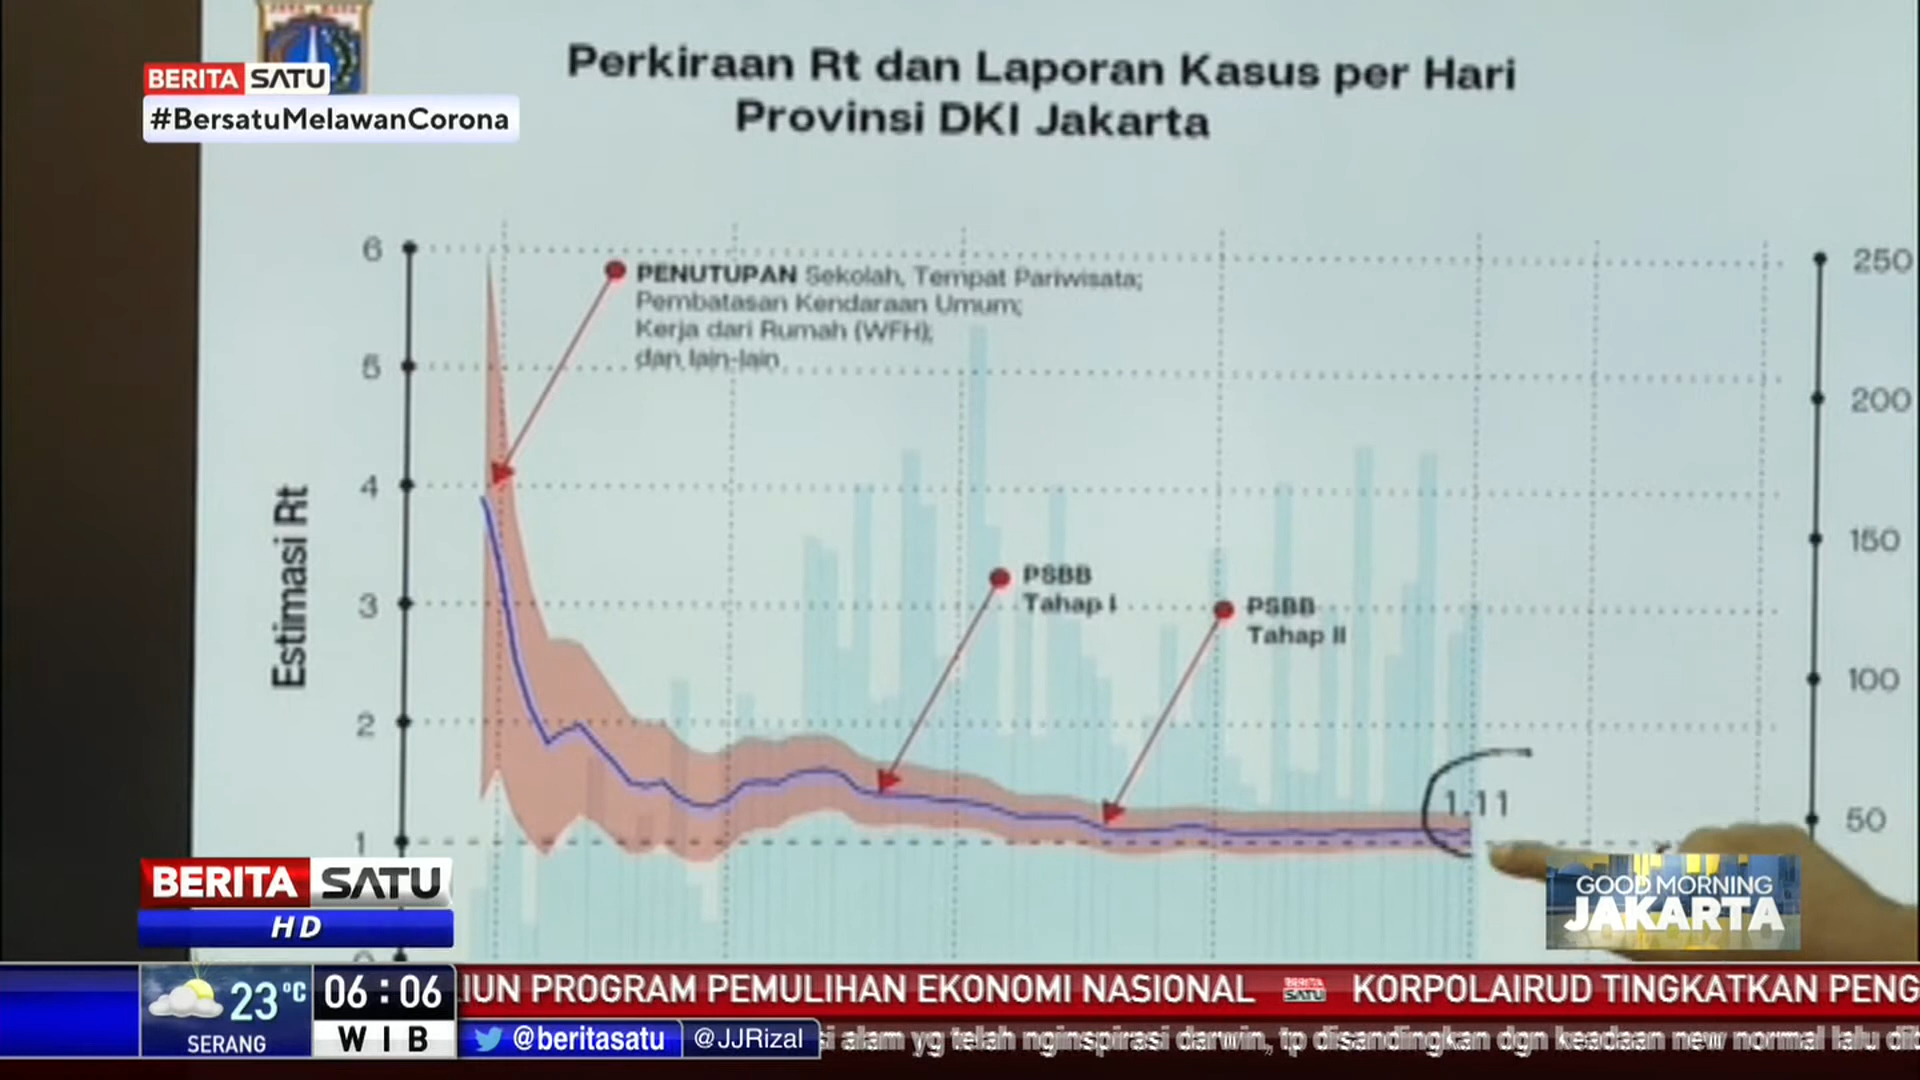 BERITA SATU
#BersatuMelawanCorona
Perkiraan Rt dan Laporan Kasus per Hari
Provinsi DKI Jakarta
6
5
4
3
2
1
Estimasi Rt
PENUTUPAN Sekolah, Tempat Pariwisata;
Pembatasan Kendaraan Umum;
Kerja dari Rumah (WFH);
dan lain-lain
PSBB
Tahap I
PSBB
Tahap II
1,11
250
200
150
100
50
BERITA SATU
HD
GOOD MORNING
JAKARTA
23°C
SERANG
06:06
WIB
IUN PROGRAM PEMULIHAN EKONOMI NASIONAL BERITA SATU KORPOLAIRUD TINGKATKAN PENG
@beritasatu @JJRizal si alam yg telah nginspirasi darwin, tp disandingkan dgn keadaan new normal lalu dib